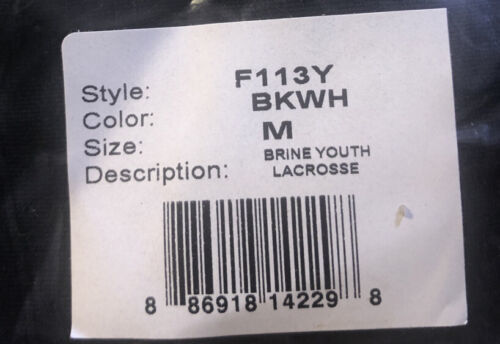 Style: F113Y
Color: BKWH
Size: M
Description: BRINE YOUTH
LACROSSE
8 86918 14229 8